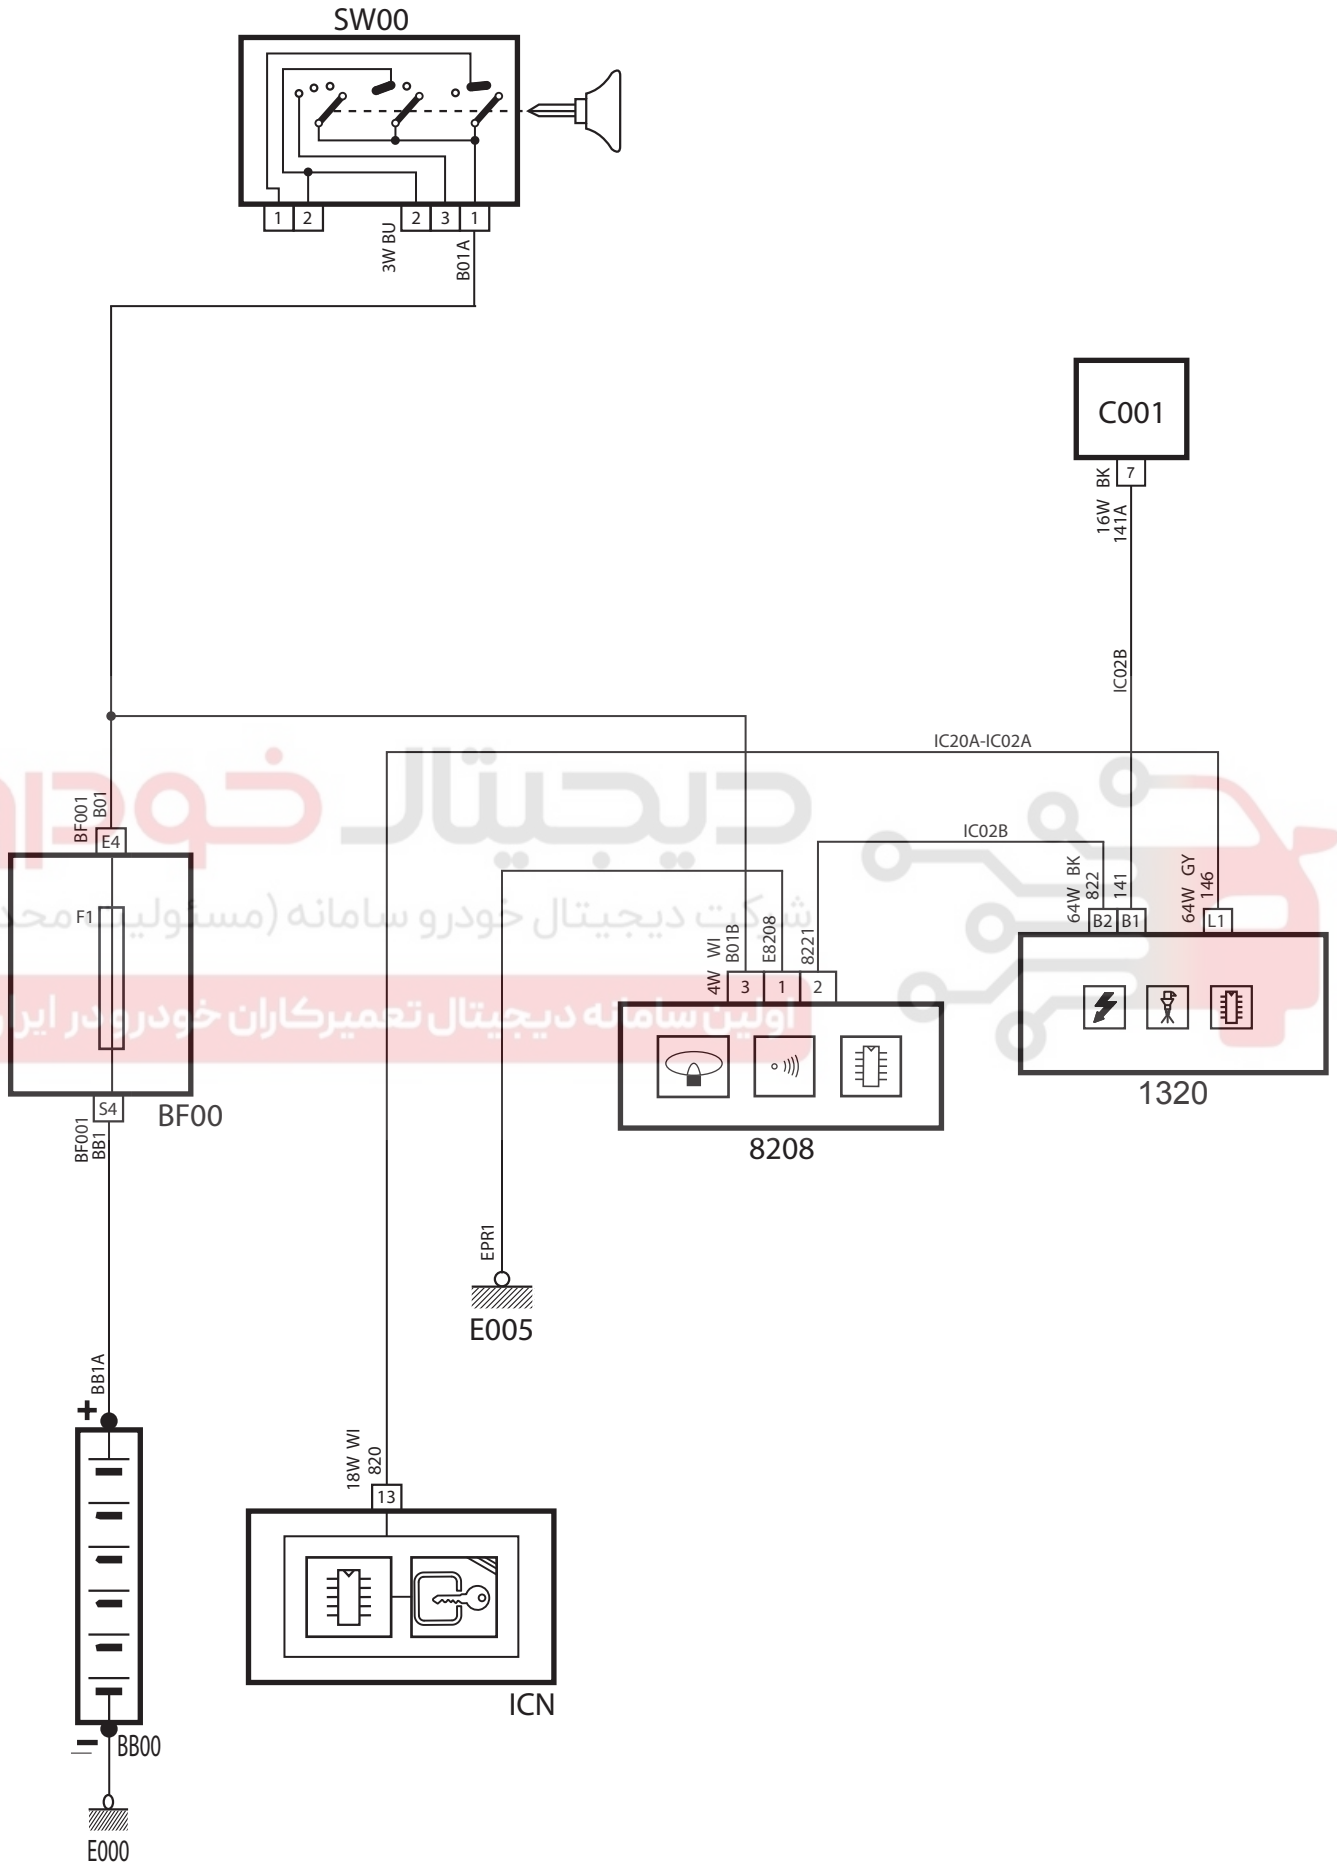 SW00
1 2 2 3 1
3W BU
B01A
C001
7
16W BK
141A
IC02B
IC20A-IC02A
دیجیتال خودرو
BF001
B01
E4
IC02B
64W BK
822
141
64W GY
146
B2 B1 L1
F1
شرکت دیجیتال خودرو سامانه (مسئولیت
4W WI
B01B
E8208
8221
3 1 2
اولین سامانه دیجیتال تعمیرکاران خودرو در
1320
8208
S4
BF00
BF001
BB1
EPR1
E005
BB1A
+
18W WI
820
13
ICN
–
BB00
E000